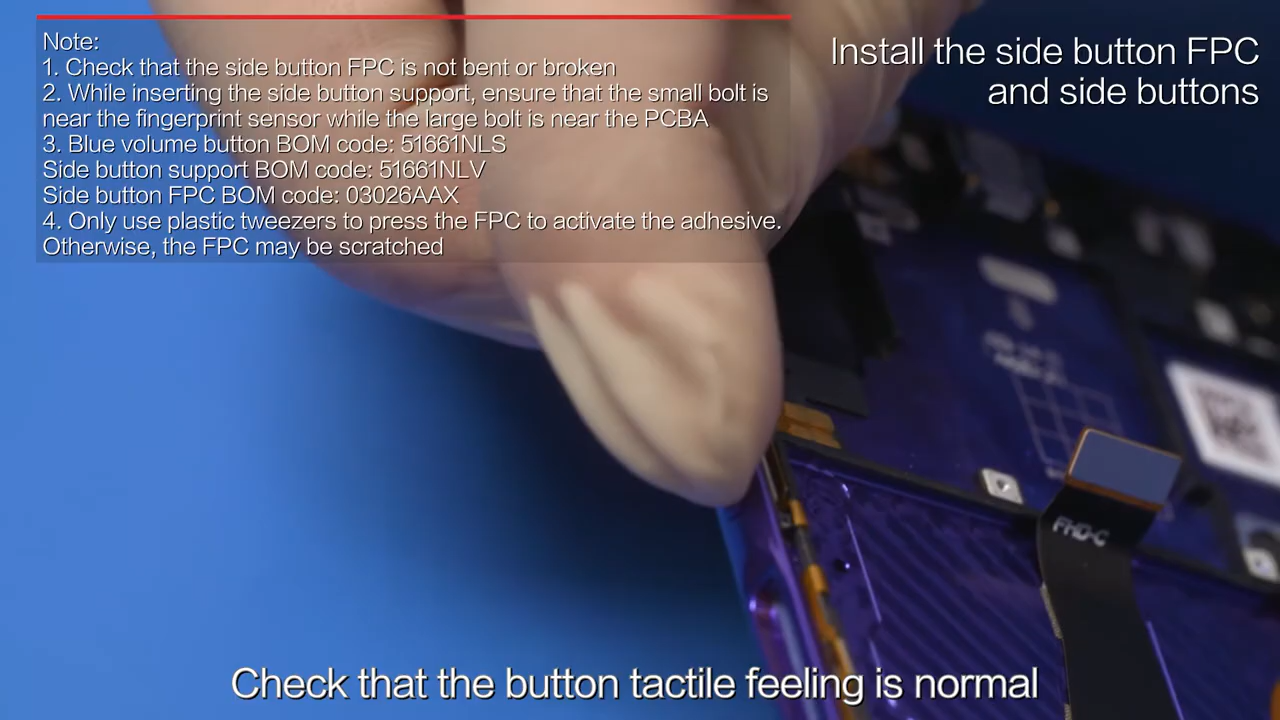 Note:
1. Check that the side button FPC is not bent or broken
2. While inserting the side button support, ensure that the small bolt is
near the fingerprint sensor while the large bolt is near the PCBA
3. Blue volume button BOM code: 51661NLS
Side button support BOM code: 51661NLV
Side button FPC BOM code: 03026AAX
4. Only use plastic tweezers to press the FPC to activate the adhesive.
Otherwise, the FPC may be scratched
Install the side button FPC
and side buttons
FHD-C
Check that the button tactile feeling is normal